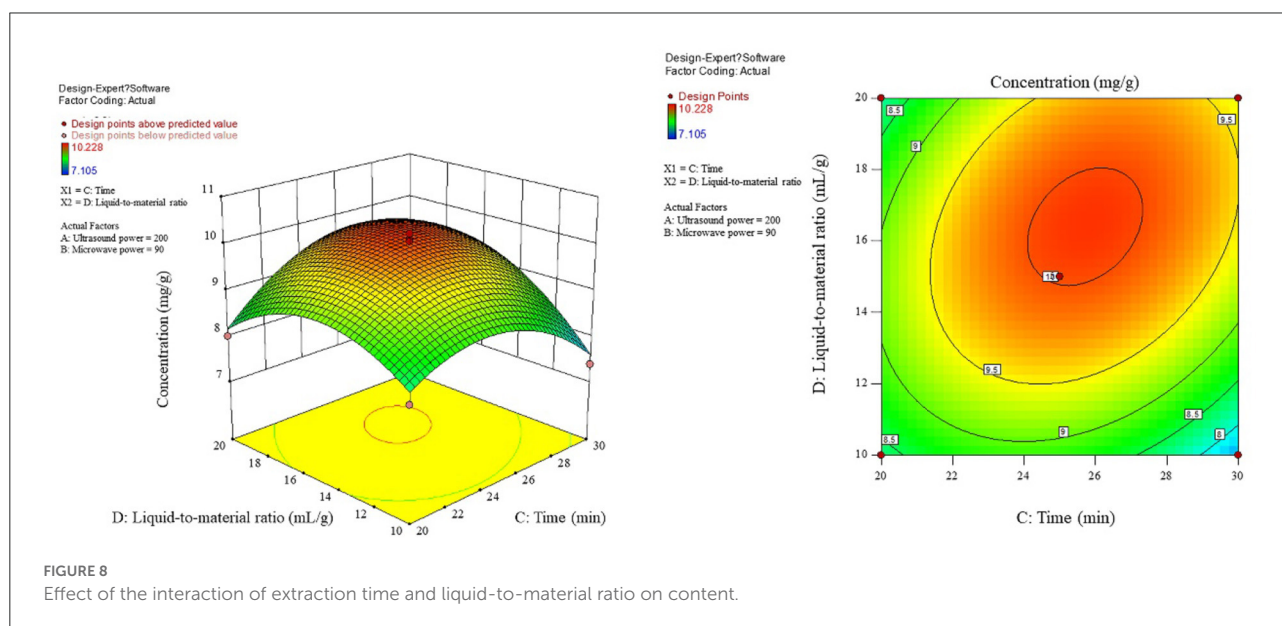 Design-Expert?Software
Factor Coding: Actual
Design points above predicted value
Design points below predicted value
10.228
7.105
X1 = C: Time
X2 = D: Liquid-to-material ratio
Actual Factors
A: Ultrasound power = 200
B: Microwave power = 90
Concentration (mg/g)
11
10
9
8
7
20
18
16
14
12
10
D: Liquid-to-material ratio (mL/g)
20
22
24
26
28
30
C: Time (min)
Design-Expert?Software
Factor Coding: Actual
Design Points
10.228
7.105
X1 = C: Time
X2 = D: Liquid-to-material ratio
Actual Factors
A: Ultrasound power = 200
B: Microwave power = 90
Concentration (mg/g)
D: Liquid-to-material ratio (mL/g)
20
18
16
14
12
10
8.5
9
9.5
9.5
9
8.5
8.5
8
20
22
24
26
28
30
C: Time (min)
FIGURE 8
Effect of the interaction of extraction time and liquid-to-material ratio on content.